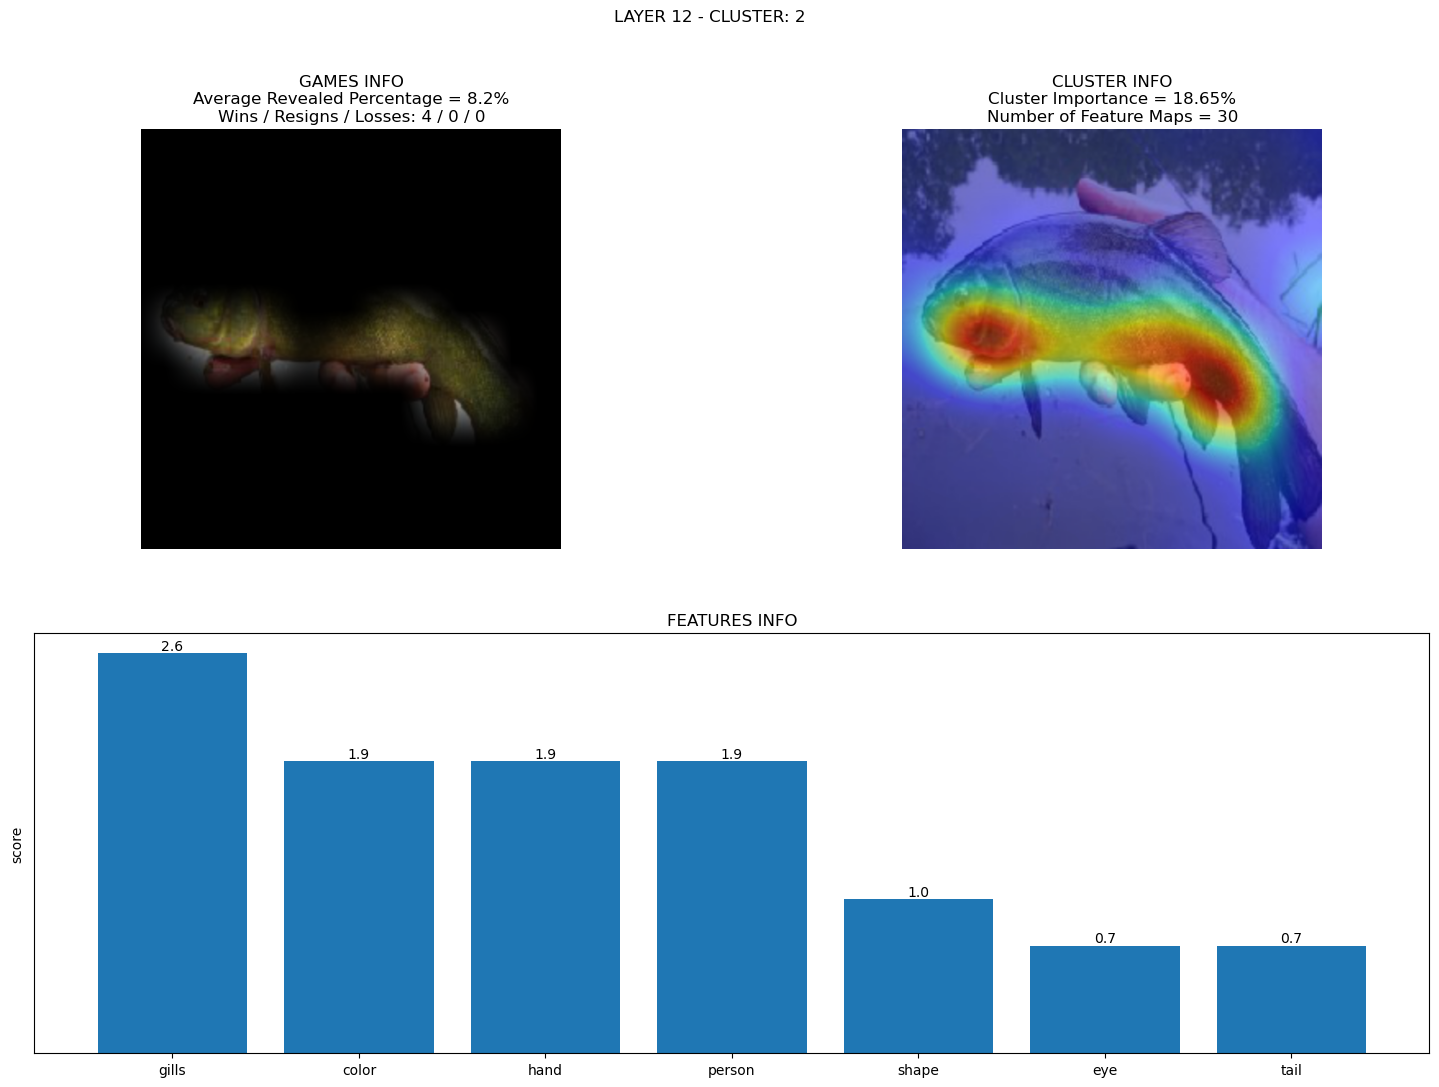 LAYER 12 - CLUSTER: 2
GAMES INFO
Average Revealed Percentage = 8.2%
Wins / Resigns / Losses: 4 / 0 / 0
CLUSTER INFO
Cluster Importance = 18.65%
Number of Feature Maps = 30
FEATURES INFO
score
2.6
1.9
1.9
1.9
1.0
0.7
0.7
gills
color
hand
person
shape
eye
tail